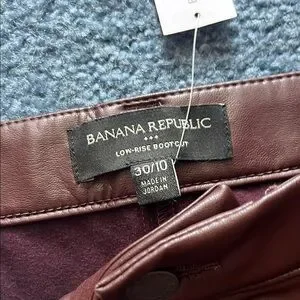 BANANA REPUBLIC
LOW-RISE BOOTCUT
30/10
MADE IN
JORDAN